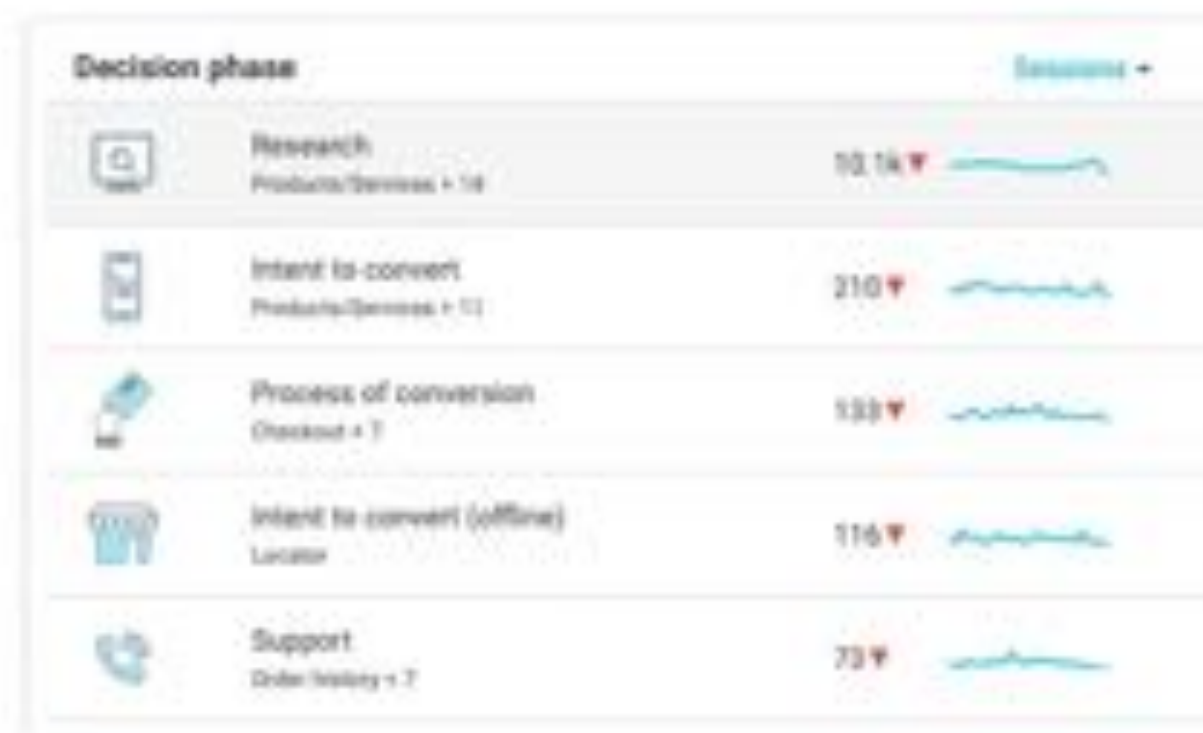 Decision phase
Sessions
Research
10.1k
Products/Services + 18
Intent to convert
210
Products/Services + 11
Process of conversion
133
Checkout + 7
Intent to convert (offline)
116
Locator
Support
73
Order history + 7